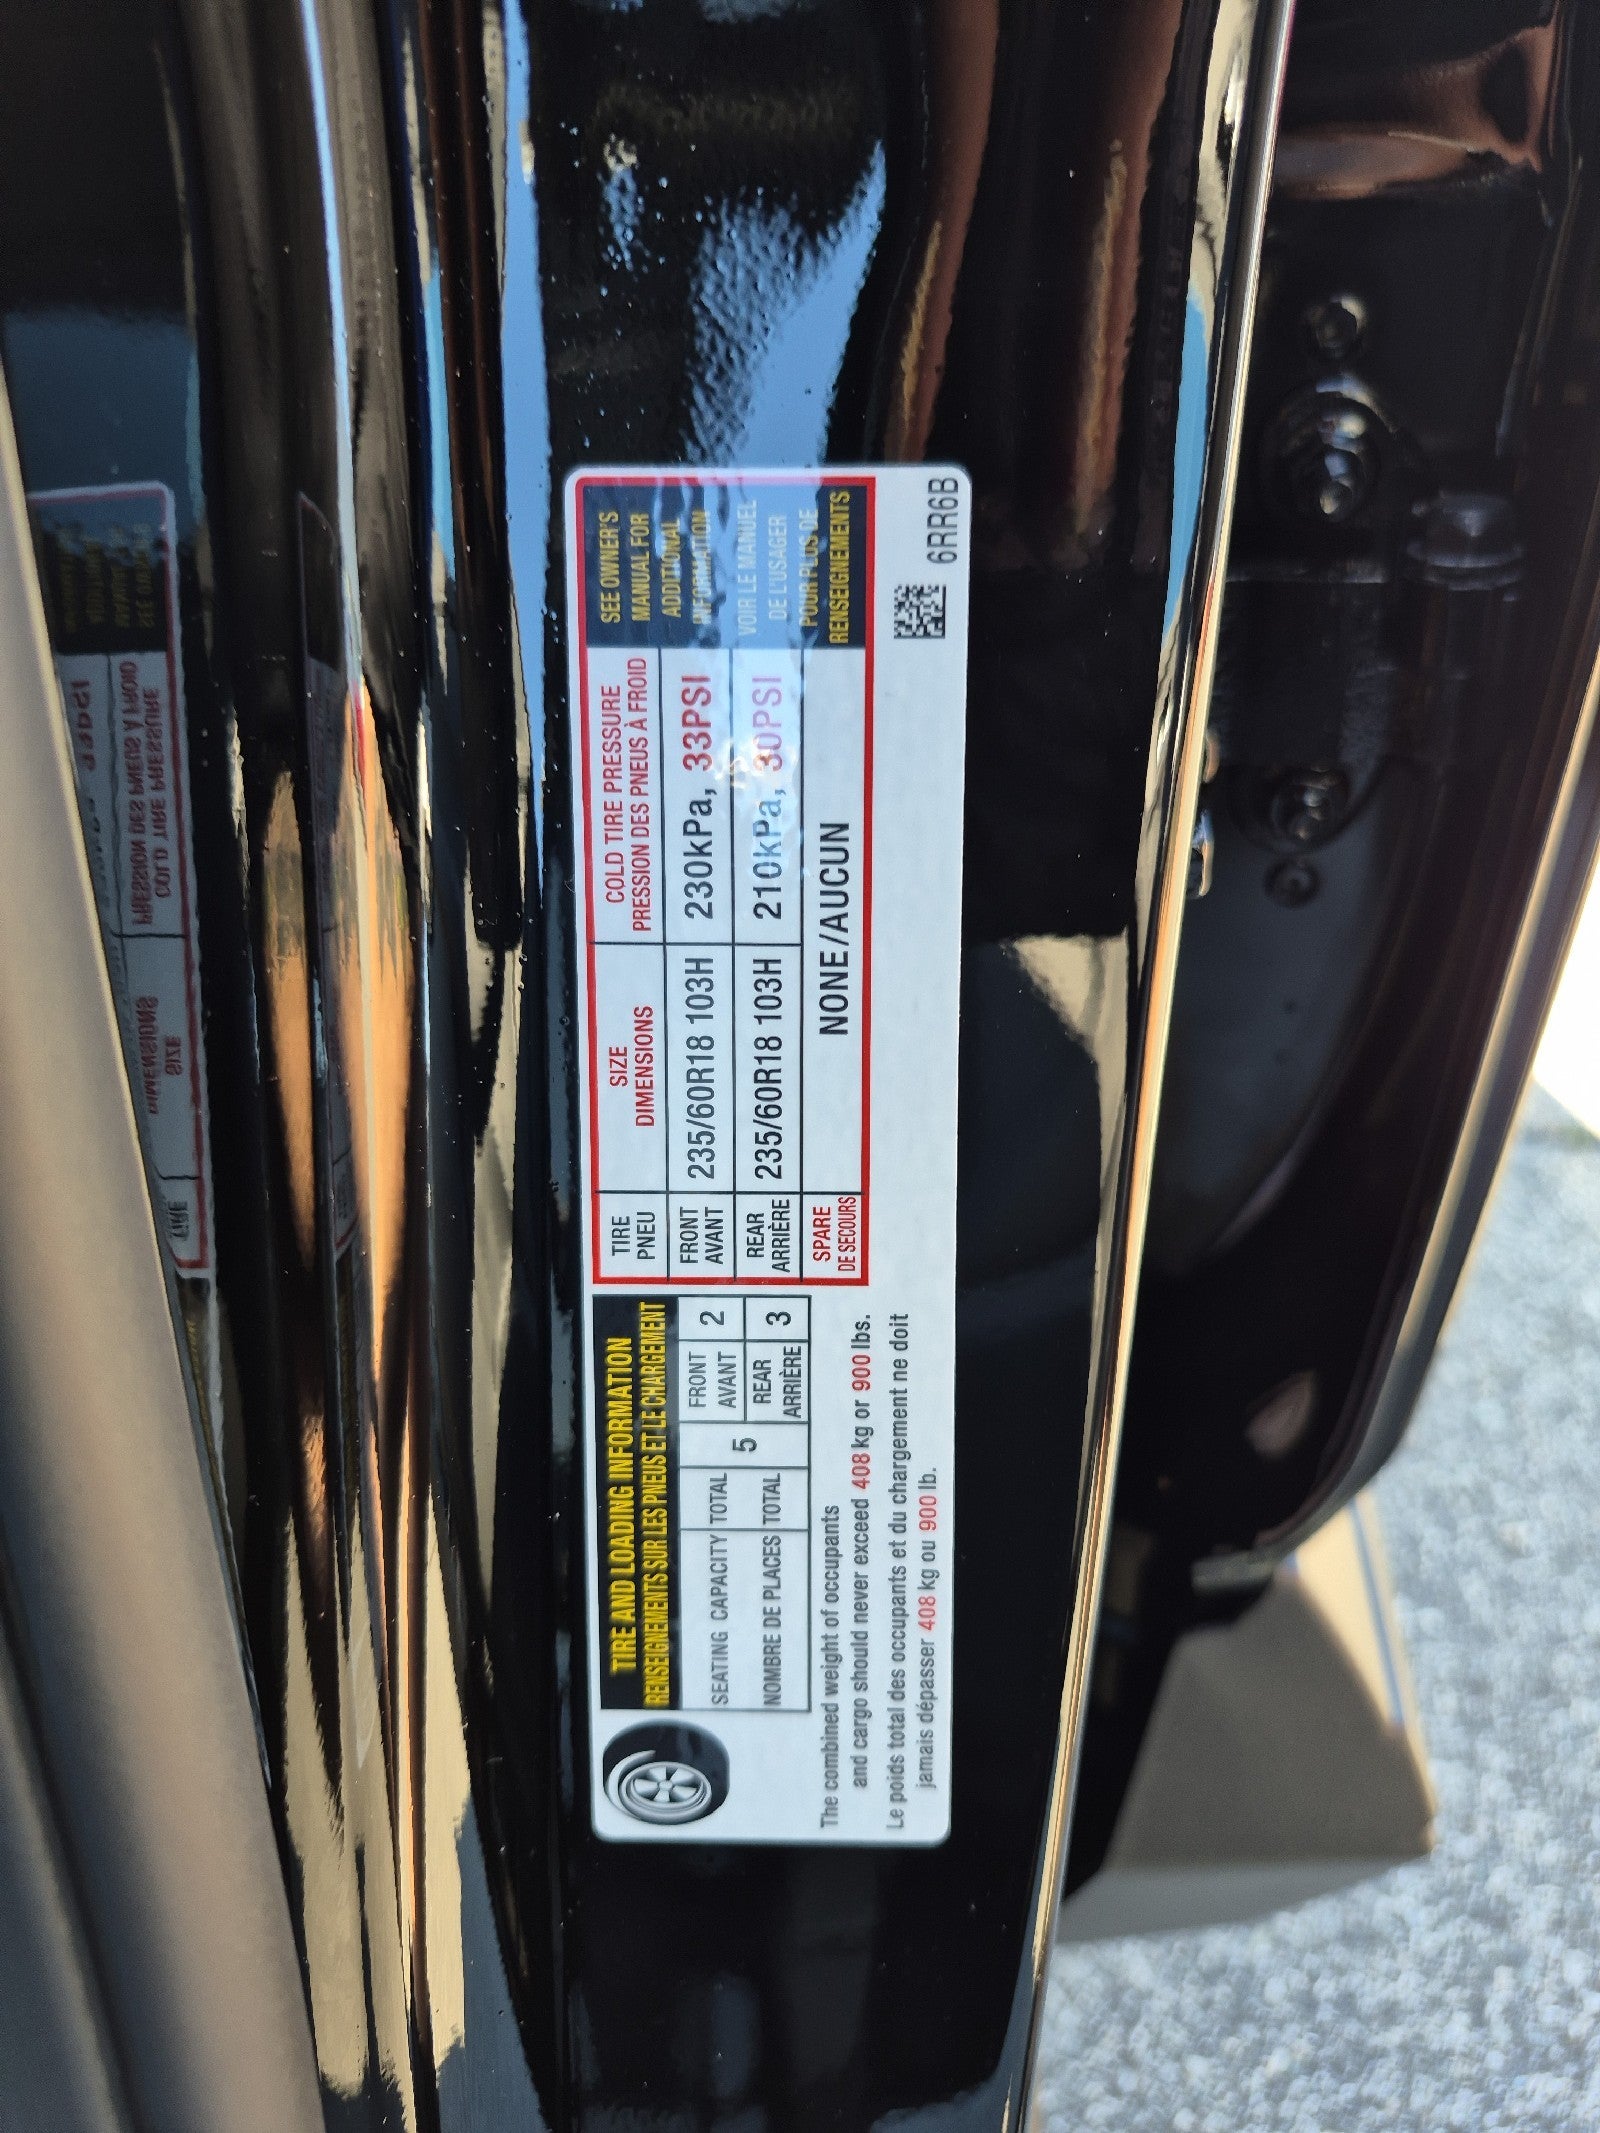 TIRE AND LOADING INFORMATION
RENSEIGNEMENTS SUR LES PNEUS ET LE CHARGEMENT
SEATING CAPACITY
NOMBRE DE PLACES
TOTAL
TOTAL
5
FRONT
AVANT
2
REAR
ARRIÈRE
3
The combined weight of occupants
and cargo should never exceed 408 kg or 900 lbs.
Le poids total des occupants et du chargement ne doit
jamais dépasser 408 kg ou 900 lb.
TIRE
PNEU
SIZE
DIMENSIONS
COLD TIRE PRESSURE
PRESSION DES PNEUS À FROID
FRONT
AVANT
235/60R18 103H
230kPa, 33PSI
REAR
ARRIÈRE
235/60R18 103H
210kPa, 30PSI
SPARE
DE SECOURS
NONE/AUCUN
SEE OWNER'S
MANUAL FOR
ADDITIONAL
INFORMATION
VOIR LE MANUEL
DE L'USAGER
POUR PLUS DE
RENSEIGNEMENTS
6RR6B